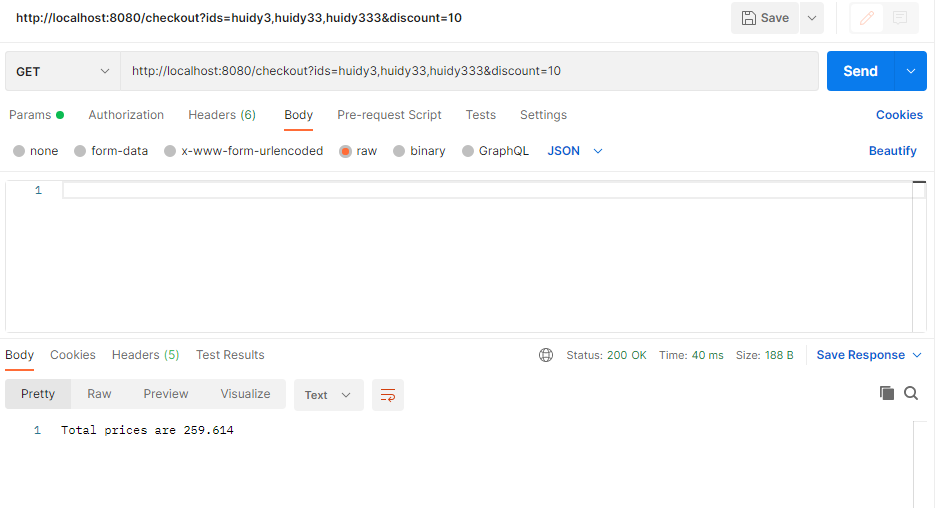 http://localhost:8080/checkout?ids=huidy3,huidy33,huidy333&discount=10
Save
GET http://localhost:8080/checkout?ids=huidy3,huidy33,huidy333&discount=10 Send
Params Authorization Headers (6) Body Pre-request Script Tests Settings Cookies
none form-data x-www-form-urlencoded raw binary GraphQL JSON Beautify
1
Body Cookies Headers (5) Test Results Status: 200 OK Time: 40 ms Size: 188 B Save Response
Pretty Raw Preview Visualize Text
1 Total prices are 259.614